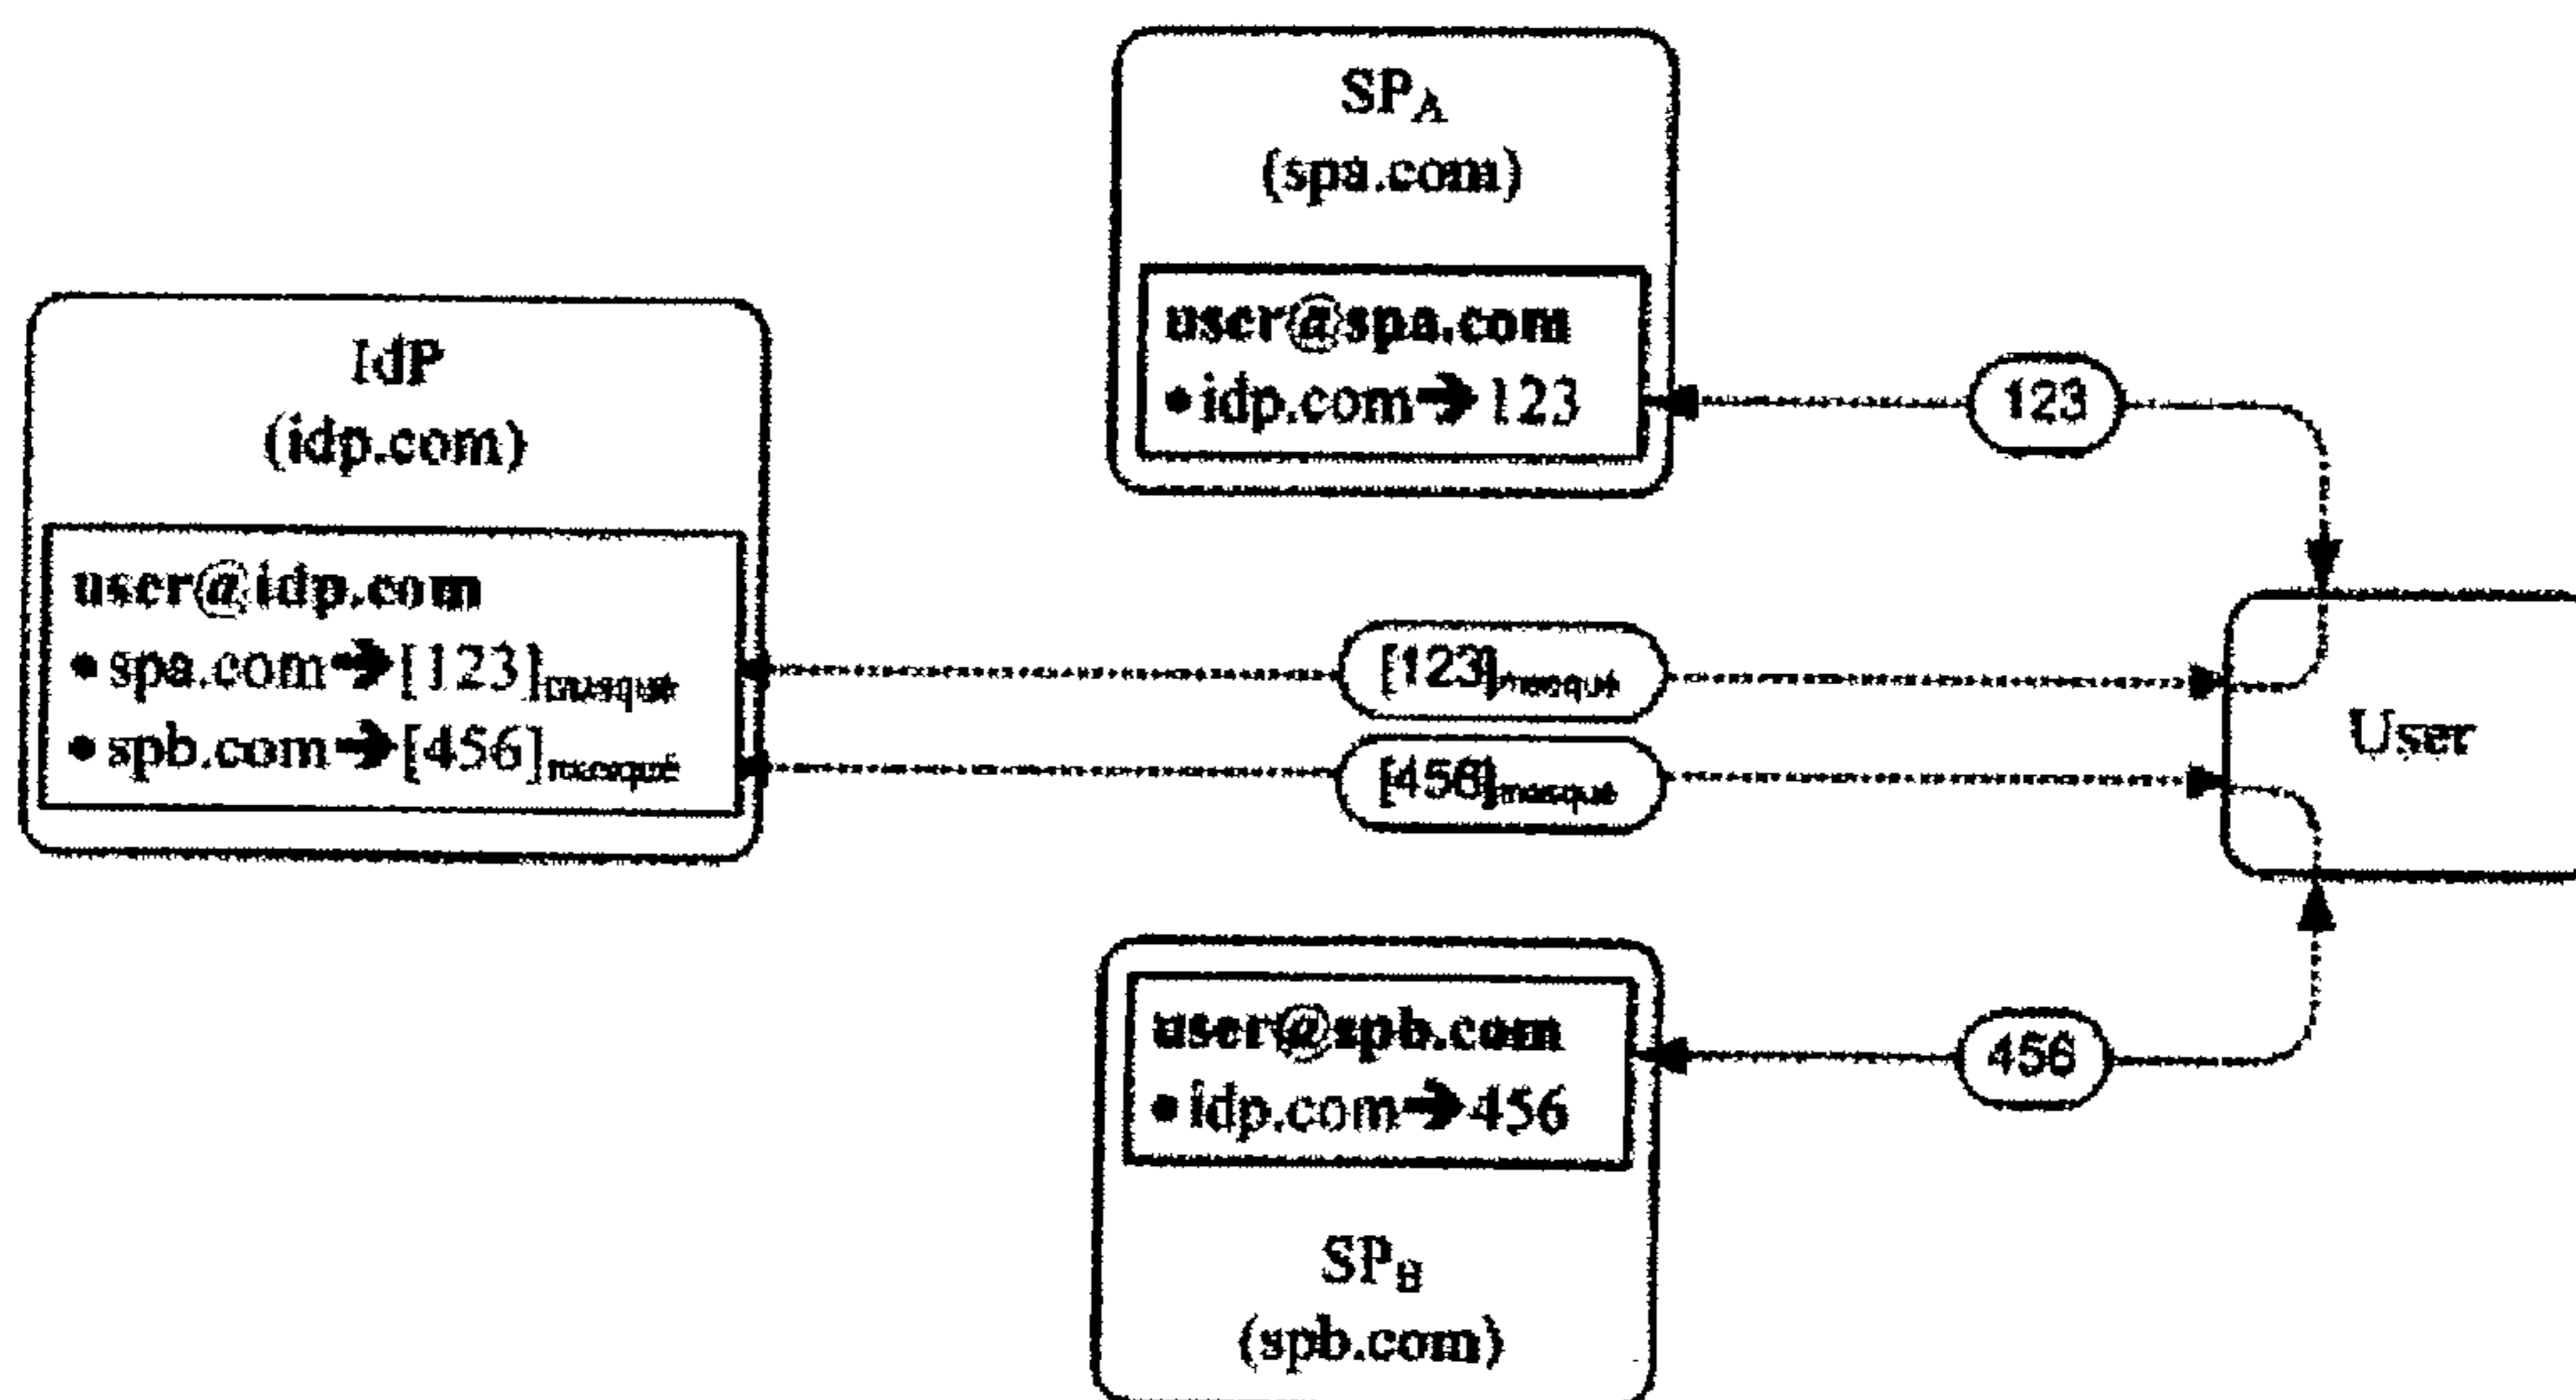 SPA
(spa.com)
user@spa.com
• idp.com➔123
123
IdP
(idp.com)
user@idp.com
• spa.com➔[123]masqué
• spb.com➔[456]masqué
[123]masqué
[456]masqué
User
user@spb.com
• idp.com➔456
SPB
(spb.com)
456